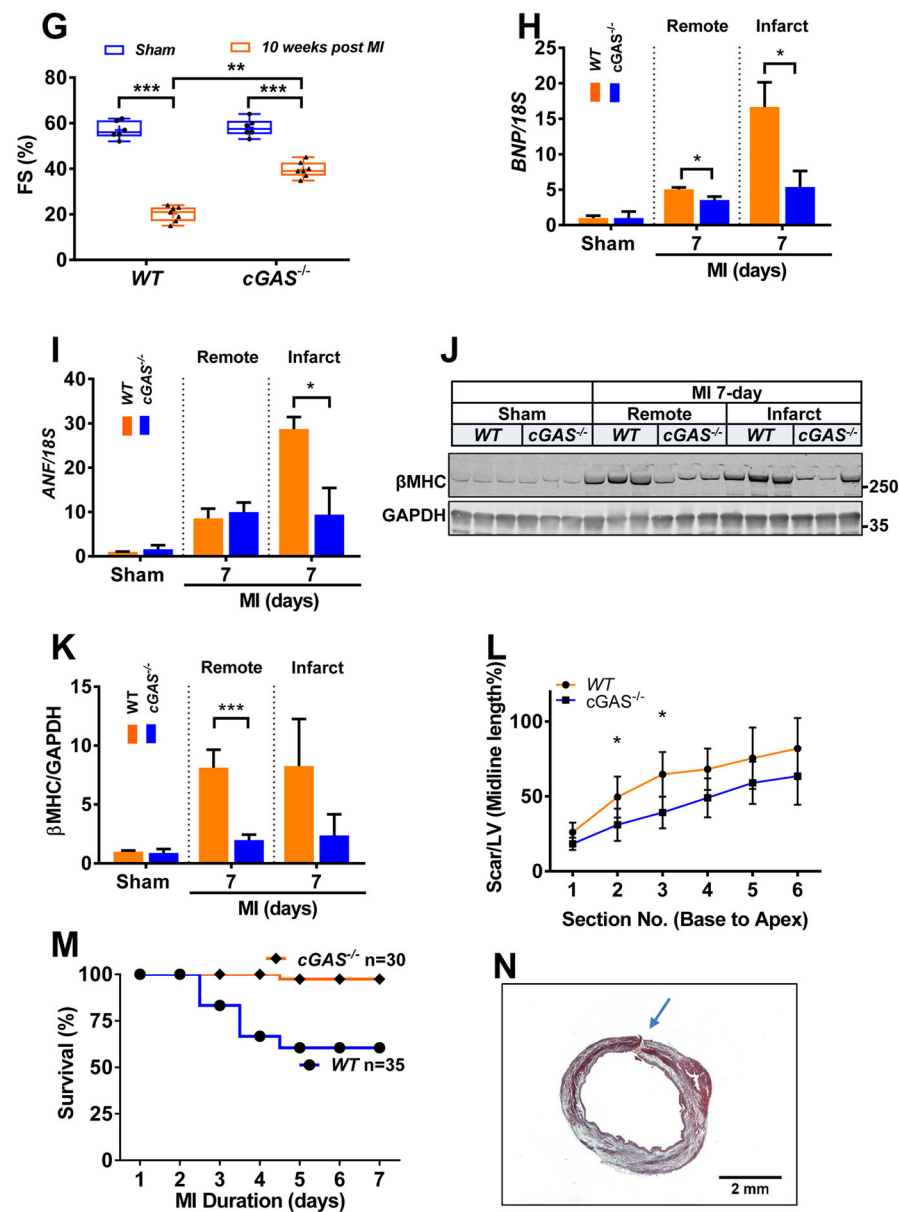 G
Sham
10 weeks post MI
**
***
***
80
60
40
20
0
FS (%)
WT
cGAS-/-
H
Remote
Infarct
WT
cGAS-/-
*
*
25
20
15
10
5
0
BNP/18S
Sham
7
7
MI (days)
I
Remote
Infarct
WT
cGAS-/-
*
40
30
20
10
0
ANF/18S
Sham
7
7
MI (days)
J
MI 7-day
Sham
Remote
Infarct
WT
cGAS-/-
WT
cGAS-/-
WT
cGAS-/-
βMHC
-250
GAPDH
-35
K
Remote
Infarct
WT
cGAS-/-
***
15
10
5
0
βMHC/GAPDH
Sham
7
7
MI (days)
L
WT
cGAS-/-
*
*
100
50
0
Scar/LV (Midline length%)
1 2 3 4 5 6
Section No. (Base to Apex)
M
cGAS-/- n=30
WT n=35
100
75
50
25
0
Survival (%)
1 2 3 4 5 6 7
MI Duration (days)
N
2 mm